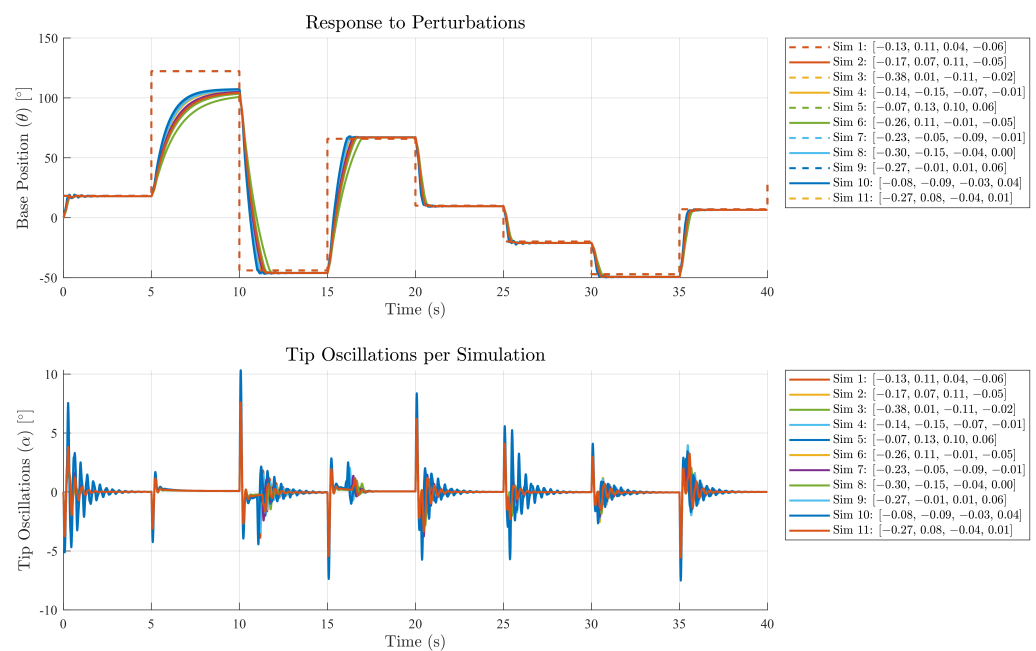 Response to Perturbations
150
100
50
0
-50
Base Position (θ) [°]
0 5 10 15 20 25 30 35 40
Time (s)
Sim 1: [−0.13, 0.11, 0.04, −0.06]
Sim 2: [−0.17, 0.07, 0.11, −0.05]
Sim 3: [−0.38, 0.01, −0.11, −0.02]
Sim 4: [−0.14, −0.15, −0.07, −0.01]
Sim 5: [−0.07, 0.13, 0.10, 0.06]
Sim 6: [−0.26, 0.11, −0.01, −0.05]
Sim 7: [−0.23, −0.05, −0.09, −0.01]
Sim 8: [−0.30, −0.15, −0.04, 0.00]
Sim 9: [−0.27, −0.01, 0.01, 0.06]
Sim 10: [−0.08, −0.09, −0.03, 0.04]
Sim 11: [−0.27, 0.08, −0.04, 0.01]
Tip Oscillations per Simulation
10
5
0
-5
-10
Tip Oscillations (α) [°]
0 5 10 15 20 25 30 35 40
Time (s)
Sim 1: [−0.13, 0.11, 0.04, −0.06]
Sim 2: [−0.17, 0.07, 0.11, −0.05]
Sim 3: [−0.38, 0.01, −0.11, −0.02]
Sim 4: [−0.14, −0.15, −0.07, −0.01]
Sim 5: [−0.07, 0.13, 0.10, 0.06]
Sim 6: [−0.26, 0.11, −0.01, −0.05]
Sim 7: [−0.23, −0.05, −0.09, −0.01]
Sim 8: [−0.30, −0.15, −0.04, 0.00]
Sim 9: [−0.27, −0.01, 0.01, 0.06]
Sim 10: [−0.08, −0.09, −0.03, 0.04]
Sim 11: [−0.27, 0.08, −0.04, 0.01]